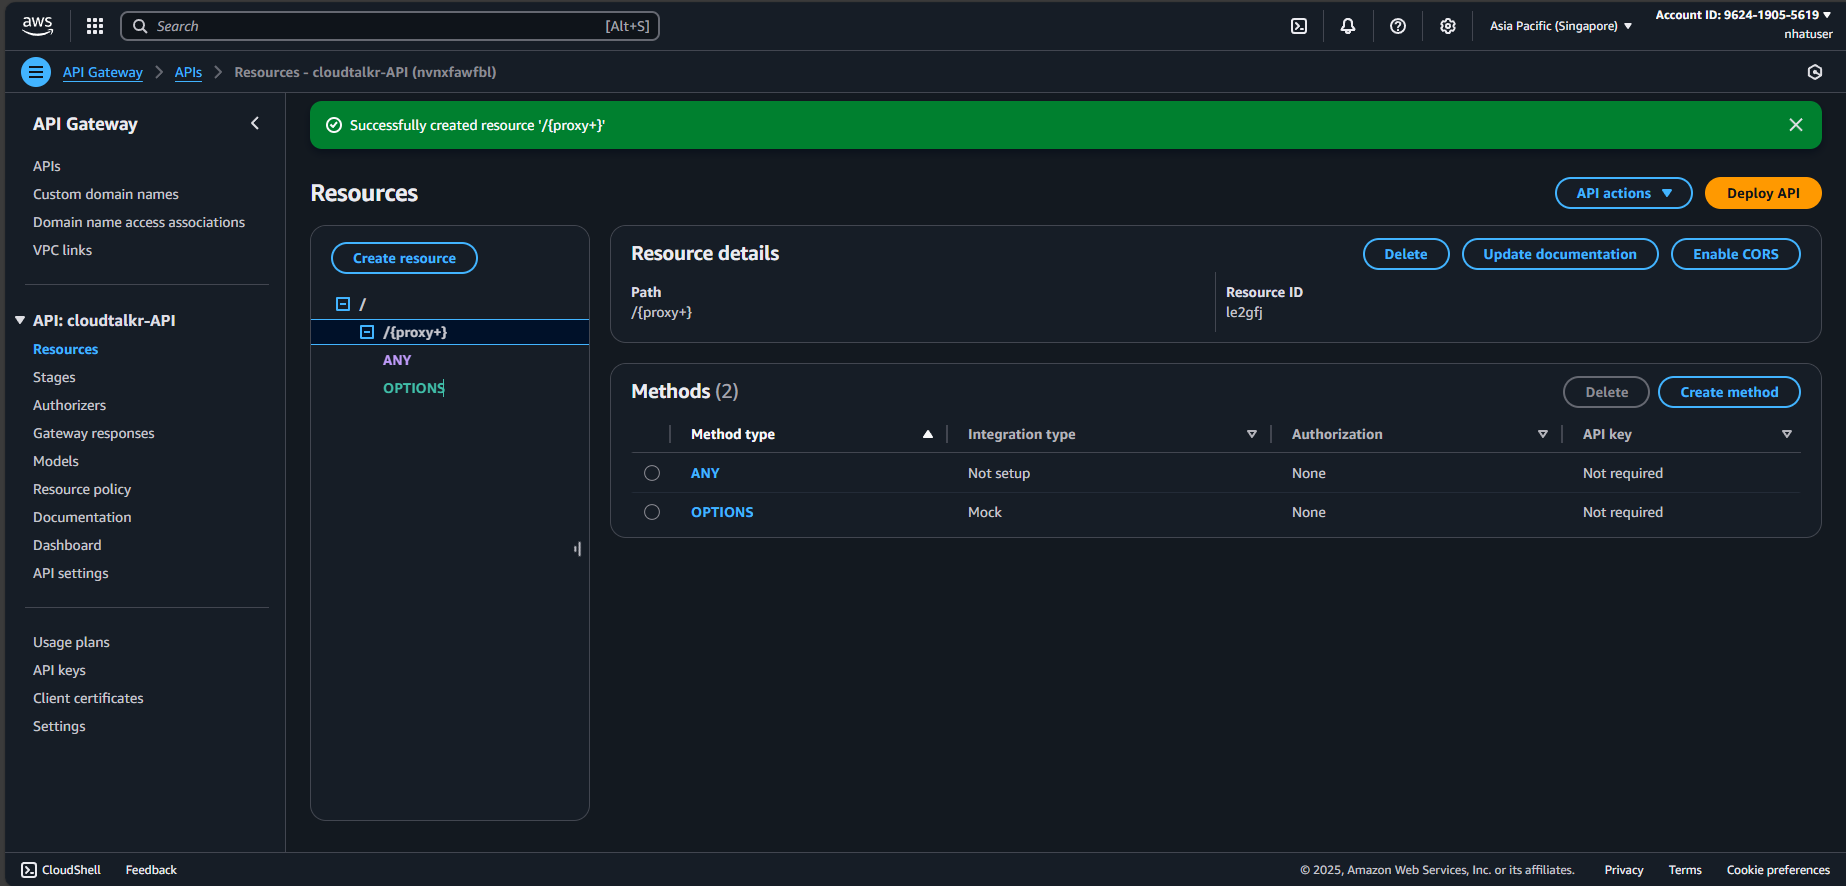 aws
Search [Alt+S]
Asia Pacific (Singapore)
Account ID: 9624-1905-5619
nhatuser
API Gateway > APIs > Resources - cloudtalkr-API (nvnxfawfbl)
API Gateway
APIs
Custom domain names
Domain name access associations
VPC links
API: cloudtalkr-API
Resources
Stages
Authorizers
Gateway responses
Models
Resource policy
Documentation
Dashboard
API settings
Usage plans
API keys
Client certificates
Settings
Successfully created resource '/{proxy+}'
Resources
API actions
Deploy API
Create resource
/
/{proxy+}
ANY
OPTIONS
Resource details
Delete
Update documentation
Enable CORS
Path
/{proxy+}
Resource ID
le2gfj
Methods (2)
Delete
Create method
Method type Integration type Authorization API key
ANY Not setup None Not required
OPTIONS Mock None Not required
CloudShell Feedback
© 2025, Amazon Web Services, Inc. or its affiliates. Privacy Terms Cookie preferences